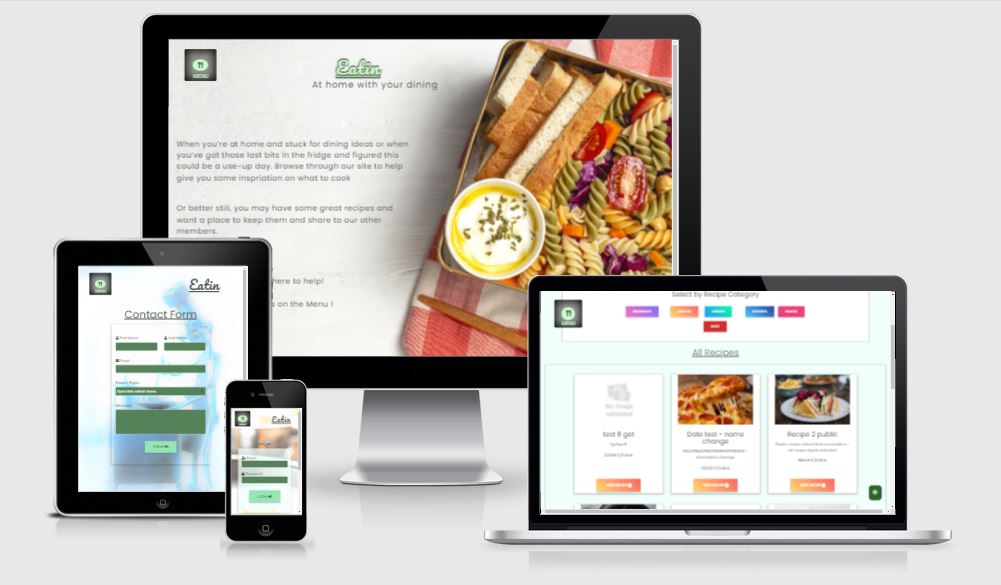 MENU
Eatin
At home with your dining
When you're at home and stuck for dining ideas or when
you've got those last bits in the fridge and figured this
could be a use-up day. Browse through our site to help
give you some inspriation on what to cook
Or better still, you may have some great recipes and
want a place to keep them and share to our other
members.
here to help!
s on the Menu !
MENU
Eatin
Contact Form
First Name
Last Name
Email
Eatin
Email
Password
MENU
Select by Recipe Category
All Recipes
No image
uploaded
test 8 get
Date test - name
change
Recipe 2 public
VIEW RECIPE
VIEW RECIPE
VIEW RECIPE